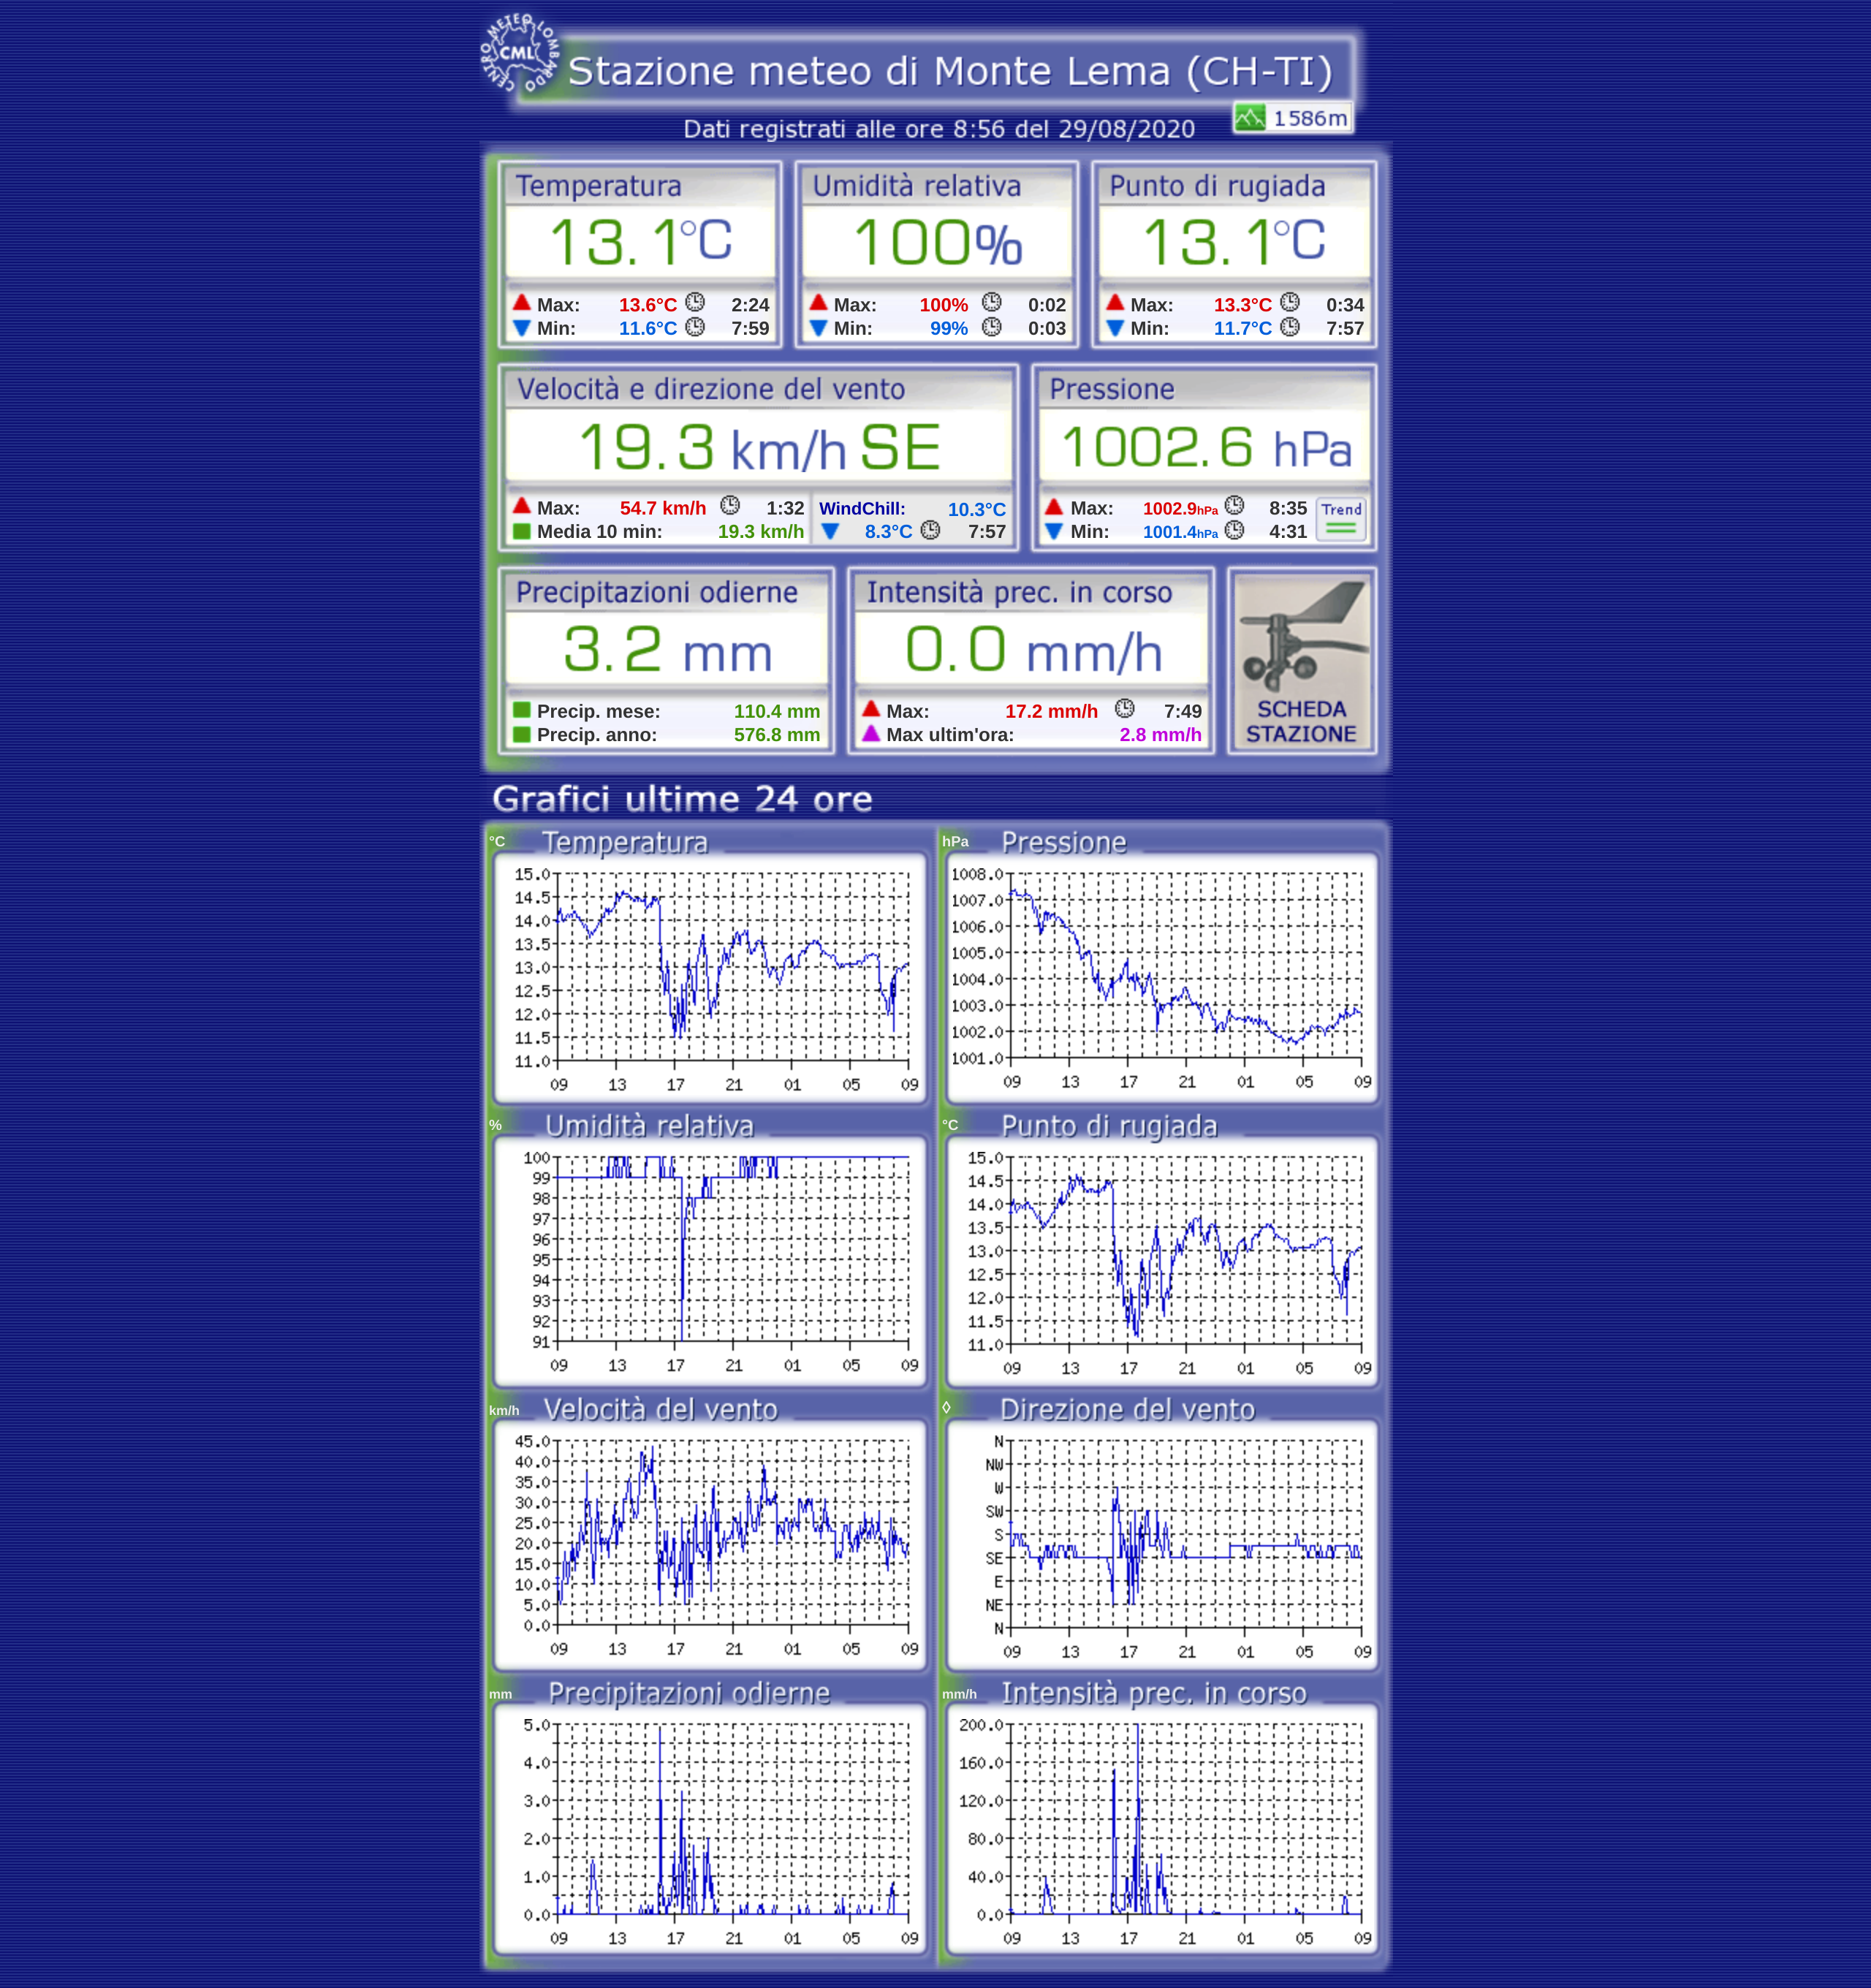 CENTRO METEO LOMBARDO
CML
Stazione meteo di Monte Lema (CH-TI)
1586m
Dati registrati alle ore 8:56 del 29/08/2020
Temperatura
13.1°C
Max: 13.6°C 2:24
Min: 11.6°C 7:59
Umidità relativa
100%
Max: 100% 0:02
Min: 99% 0:03
Punto di rugiada
13.1°C
Max: 13.3°C 0:34
Min: 11.7°C 7:57
Velocità e direzione del vento
19.3 km/h SE
Max: 54.7 km/h 1:32
Media 10 min: 19.3 km/h
WindChill: 10.3°C
8.3°C 7:57
Pressione
1002.6 hPa
Max: 1002.9hPa 8:35
Min: 1001.4hPa 4:31
Trend
Precipitazioni odierne
3.2 mm
Precip. mese: 110.4 mm
Precip. anno: 576.8 mm
Intensità prec. in corso
0.0 mm/h
Max: 17.2 mm/h 7:49
Max ultim'ora: 2.8 mm/h
SCHEDA
STAZIONE
Grafici ultime 24 ore
°C Temperatura
15.0
14.5
14.0
13.5
13.0
12.5
12.0
11.5
11.0
09 13 17 21 01 05 09
hPa Pressione
1008.0
1007.0
1006.0
1005.0
1004.0
1003.0
1002.0
1001.0
09 13 17 21 01 05 09
% Umidità relativa
100
99
98
97
96
95
94
93
92
91
09 13 17 21 01 05 09
°C Punto di rugiada
15.0
14.5
14.0
13.5
13.0
12.5
12.0
11.5
11.0
09 13 17 21 01 05 09
km/h Velocità del vento
45.0
40.0
35.0
30.0
25.0
20.0
15.0
10.0
5.0
0.0
09 13 17 21 01 05 09
◊ Direzione del vento
N
NW
W
SW
S
SE
E
NE
N
09 13 17 21 01 05 09
mm Precipitazioni odierne
5.0
4.0
3.0
2.0
1.0
0.0
09 13 17 21 01 05 09
mm/h Intensità prec. in corso
200.0
160.0
120.0
80.0
40.0
0.0
09 13 17 21 01 05 09